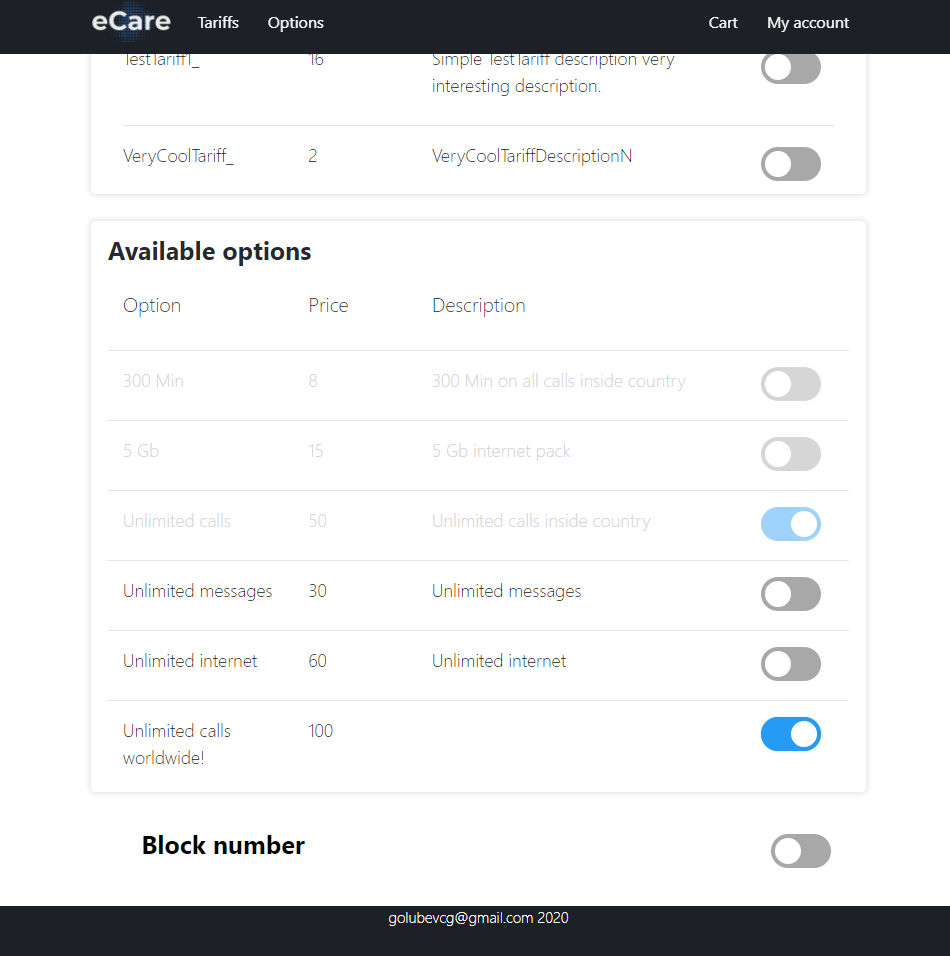 eCare Tariffs Options Cart My account
TestTariff1_ 16 Simple TestTariff description very
interesting description.
VeryCoolTariff_ 2 VeryCoolTariffDescriptionN
Available options
Option Price Description
300 Min 8 300 Min on all calls inside country
5 Gb 15 5 Gb internet pack
Unlimited calls 50 Unlimited calls inside country
Unlimited messages 30 Unlimited messages
Unlimited internet 60 Unlimited internet
Unlimited calls 100
worldwide!
Block number
golubevcg@gmail.com 2020